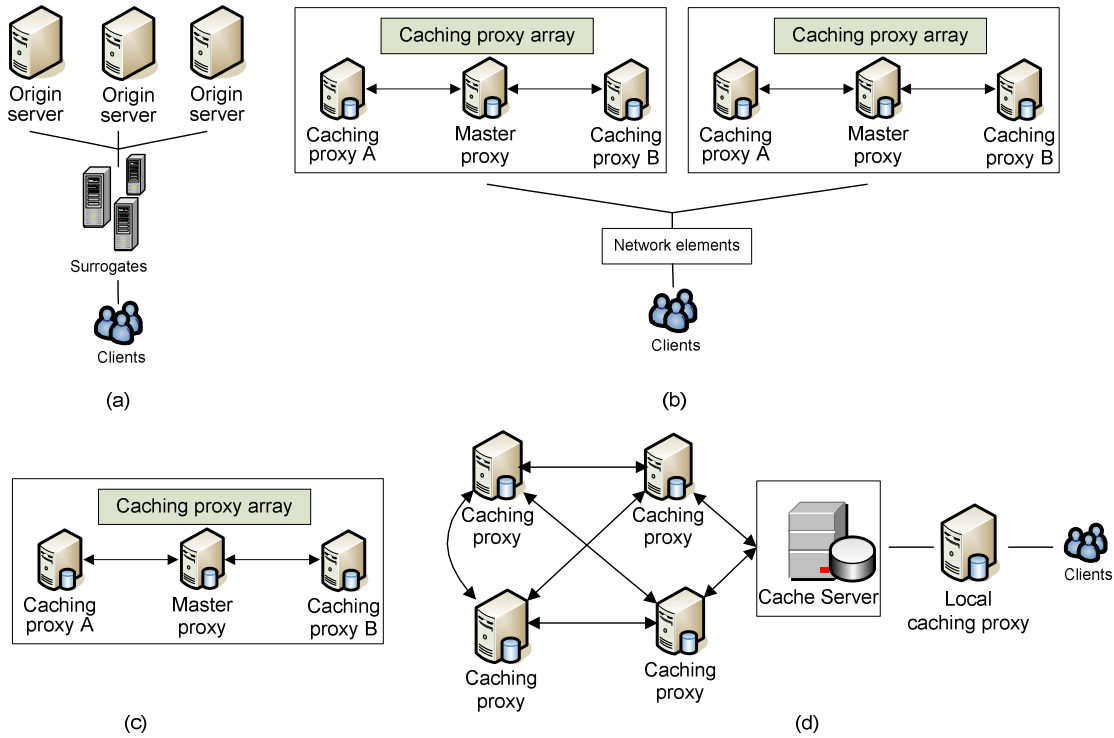 Origin
server
Origin
server
Origin
server
Surrogates
Clients
(a)
Caching proxy array
Caching
proxy A
Master
proxy
Caching
proxy B
Caching proxy array
Caching
proxy A
Master
proxy
Caching
proxy B
Network elements
Clients
(b)
Caching proxy array
Caching
proxy A
Master
proxy
Caching
proxy B
(c)
Caching
proxy
Caching
proxy
Caching
proxy
Caching
proxy
Cache Server
Local
caching proxy
Clients
(d)